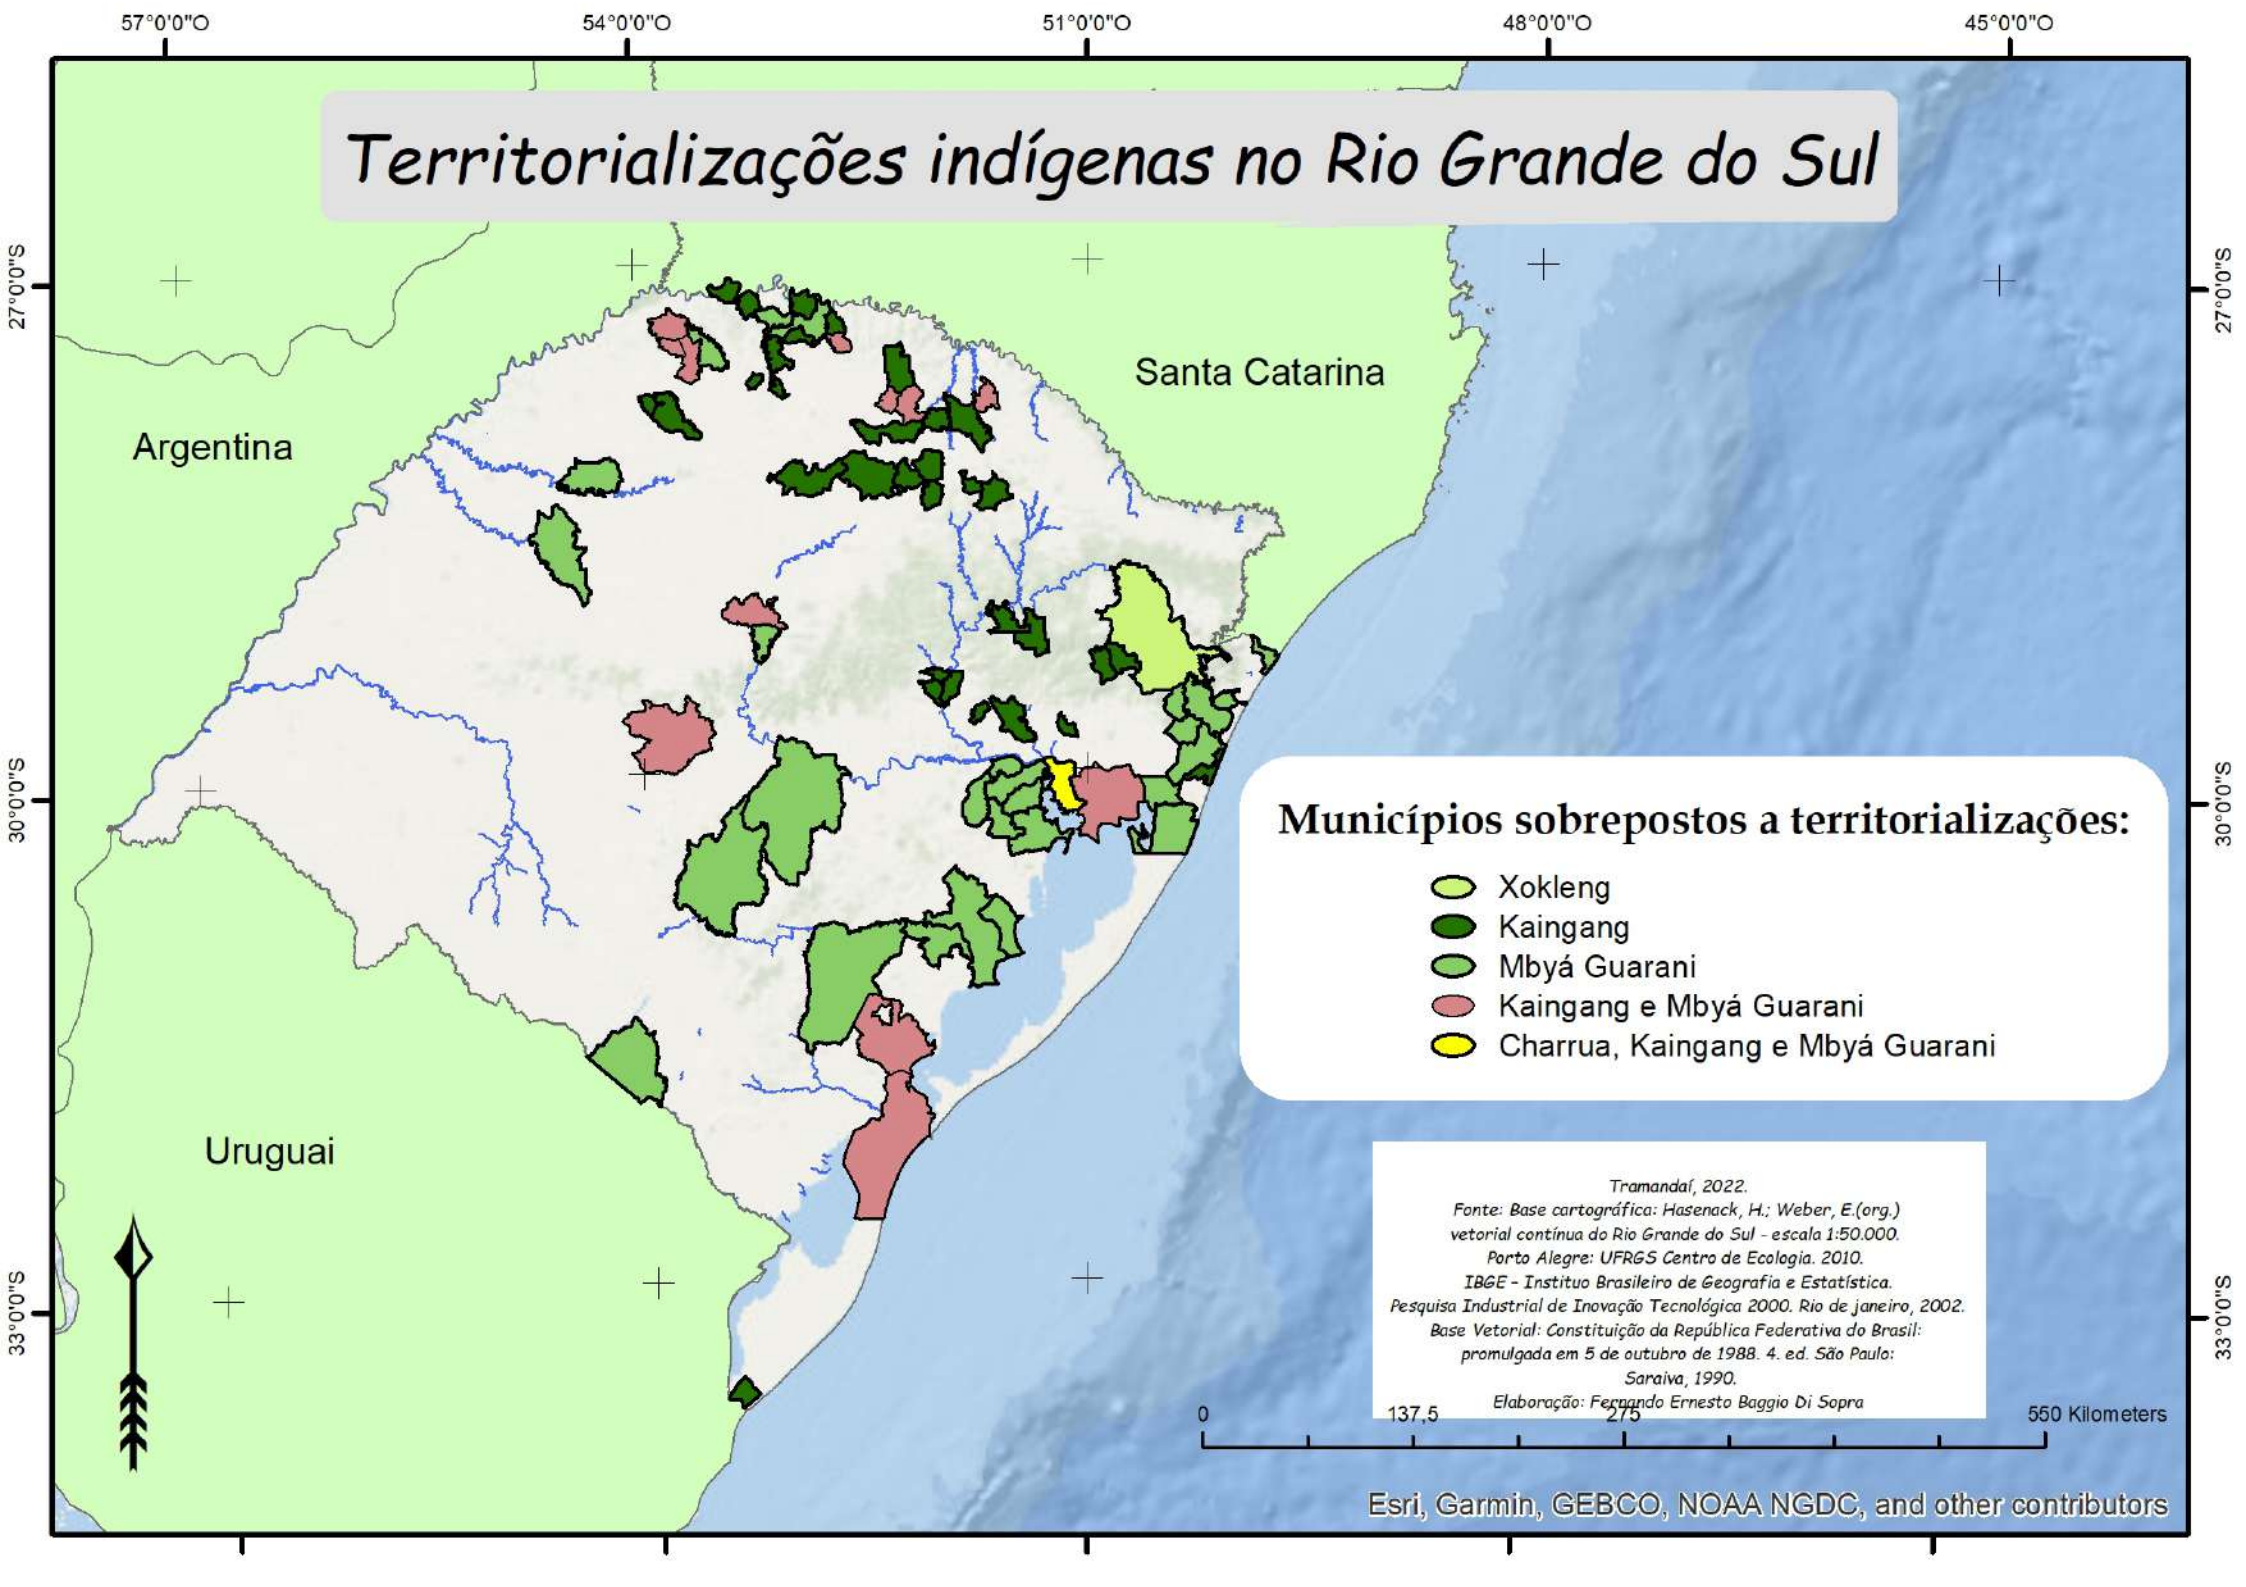 57°0'0"O 54°0'0"O 51°0'0"O 48°0'0"O 45°0'0"O
Territorializações indígenas no Rio Grande do Sul
27°0'0"S
27°0'0"S
Santa Catarina
Argentina
30°0'0"S
30°0'0"S
Municípios sobrepostos a territorializações:
Xokleng
Kaingang
Mbyá Guarani
Kaingang e Mbyá Guarani
Charrua, Kaingang e Mbyá Guarani
Uruguai
Tramandaí, 2022.
Fonte: Base cartográfica: Hasenack, H.; Weber, E.(org.)
vetorial contínua do Rio Grande do Sul - escala 1:50.000.
Porto Alegre: UFRGS Centro de Ecologia. 2010.
IBGE - Instituo Brasileiro de Geografia e Estatística.
Pesquisa Industrial de Inovação Tecnológica 2000. Rio de janeiro, 2002.
Base Vetorial: Constituição da República Federativa do Brasil:
promulgada em 5 de outubro de 1988. 4. ed. São Paulo:
Saraiva, 1990.
Elaboração: Fernando Ernesto Baggio Di Sopra
33°0'0"S
33°0'0"S
0 137,5 275 550 Kilometers
Esri, Garmin, GEBCO, NOAA NGDC, and other contributors